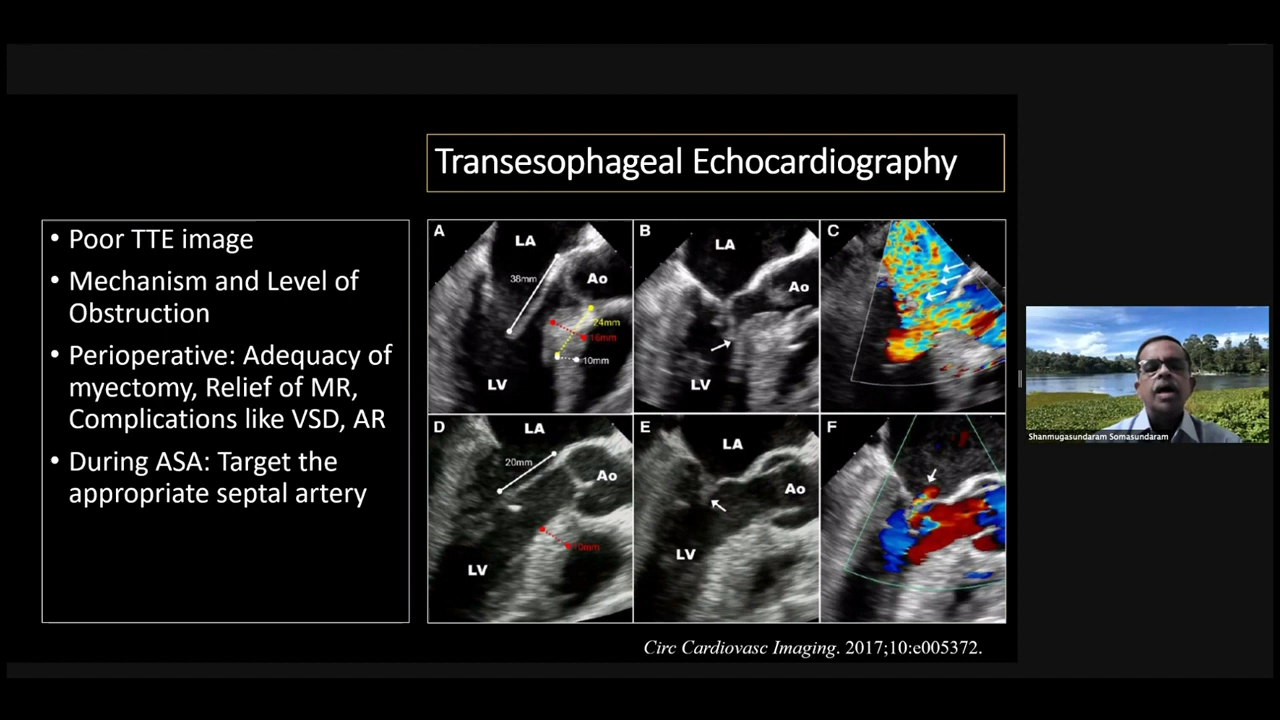 Transesophageal Echocardiography
• Poor TTE image
• Mechanism and Level of
Obstruction
• Perioperative: Adequacy of
myectomy, Relief of MR,
Complications like VSD, AR
• During ASA: Target the
appropriate septal artery
A
LA
Ao
38mm
24mm
16mm
10mm
LV
B
LA
Ao
LV
C
D
LA
20mm
Ao
10mm
LV
E
LA
Ao
LV
F
Circ Cardiovasc Imaging. 2017;10:e005372.
Shanmugasundaram Somasundaram